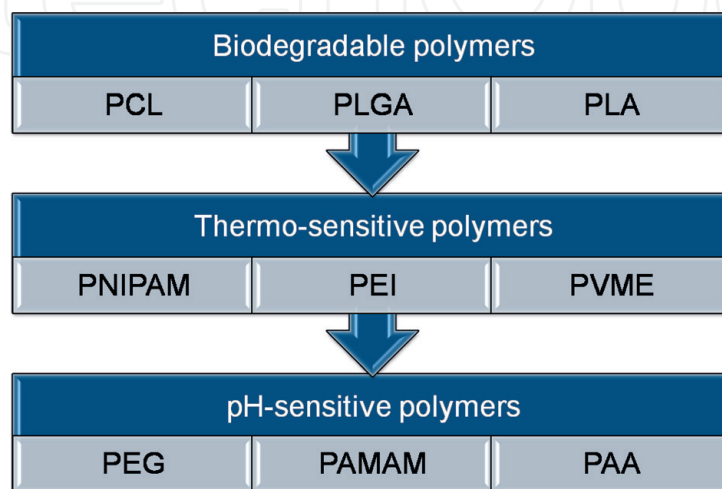 Biodegradable polymers
PCL PLGA PLA
Thermo-sensitive polymers
PNIPAM PEI PVME
pH-sensitive polymers
PEG PAMAM PAA